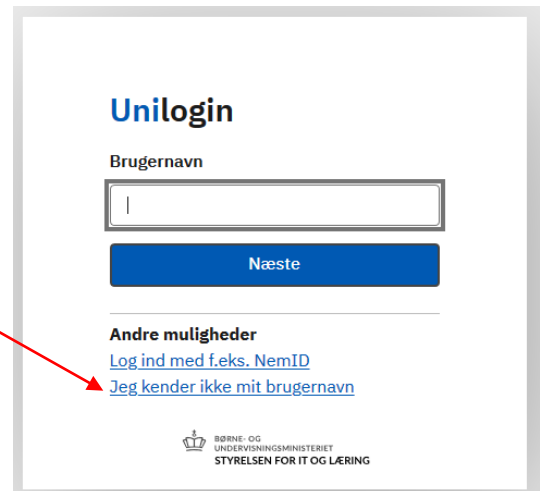 Unilogin
Brugernavn
Næste
Andre muligheder
Log ind med f.eks. NemID
Jeg kender ikke mit brugernavn
BØRNE- OG
UNDERVISNINGSMINISTERIET
STYRELSEN FOR IT OG LÆRING